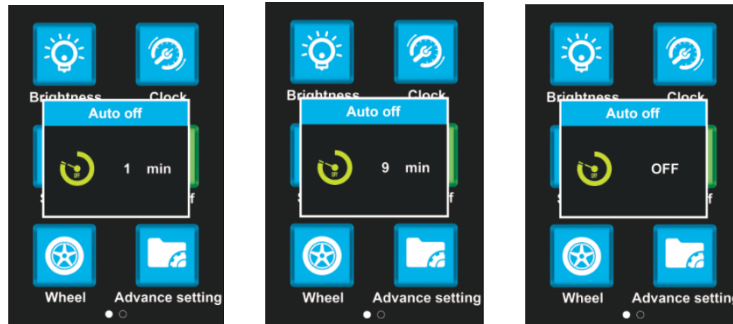 Brightness Clock
Auto off
1 min
Wheel Advance setting
Brightness Clock
Auto off
9 min
Wheel Advance setting
Brightness Clock
Auto off
OFF
Wheel Advance setting